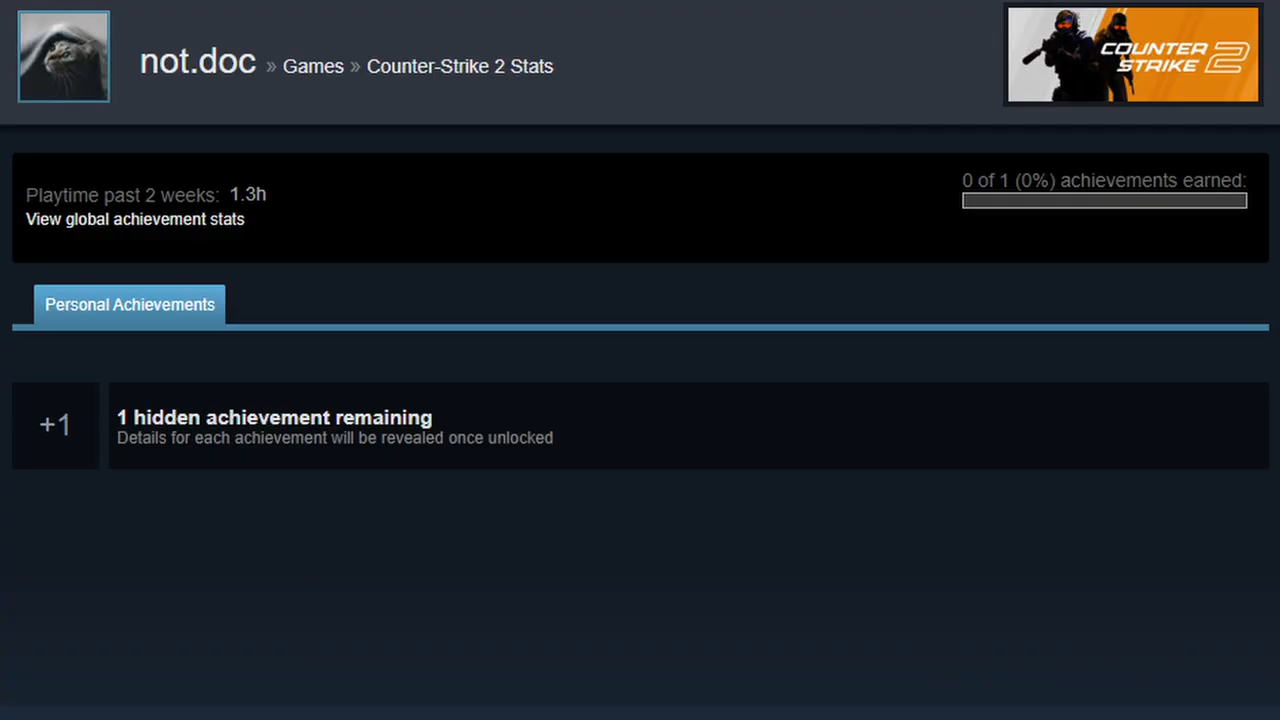 not.doc » Games » Counter-Strike 2 Stats
COUNTER
STRIKE 2
Playtime past 2 weeks: 1.3h
View global achievement stats
0 of 1 (0%) achievements earned:
Personal Achievements
+1
1 hidden achievement remaining
Details for each achievement will be revealed once unlocked